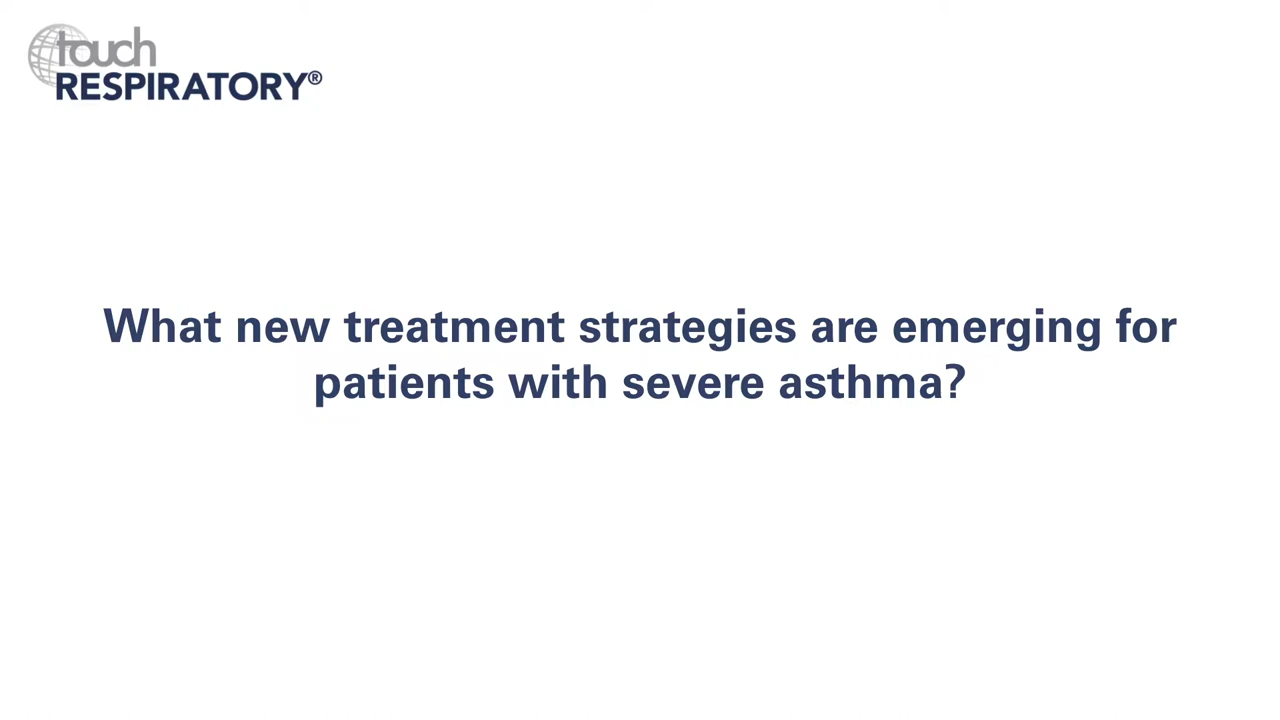 touch
RESPIRATORY®
What new treatment strategies are emerging for
patients with severe asthma?